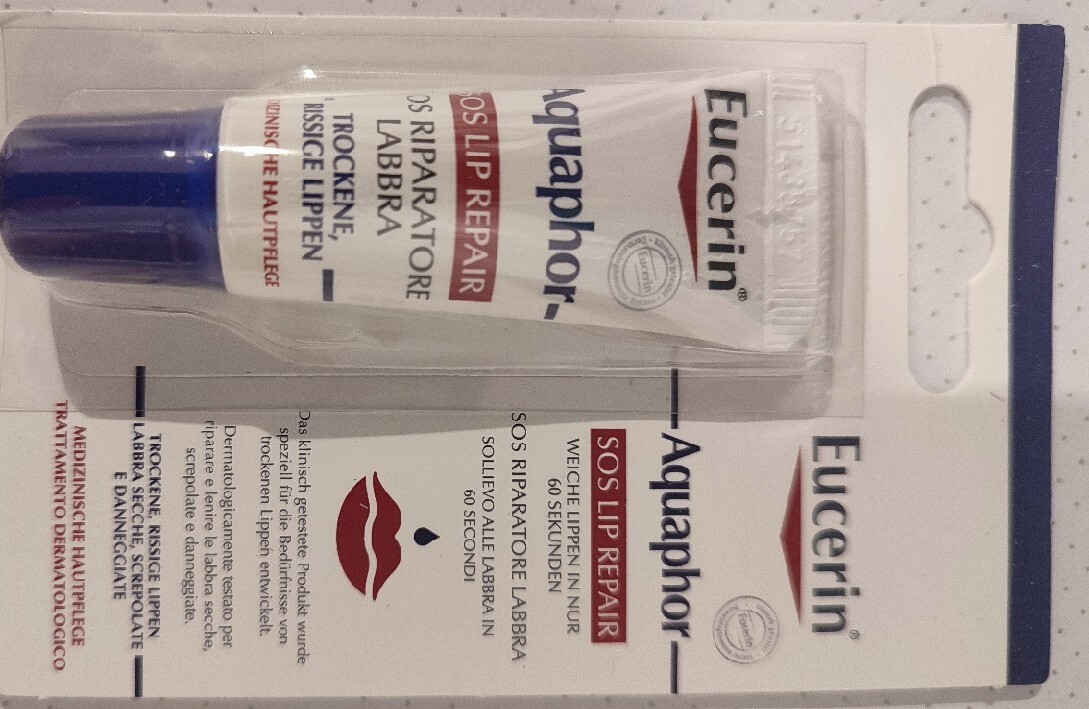 51438757
Eucerin®
Eucerin
Aquaphor
SOS LIP REPAIR
OS RIPARATORE
LABBRA
TROCKENE,
RISSIGE LIPPEN
IZINISCHE HAUTPFLEGE
Eucerin®
Eucerin
Aquaphor
SOS LIP REPAIR
WEICHE LIPPEN IN NUR
60 SEKUNDEN
SOS RIPARATORE LABBRA
SOLLIEVO ALLE LABBRA IN
60 SECONDI
Das klinisch getestete Produkt wurde
speziell für die Bedürfnisse von
trockenen Lippen entwickelt.
Dermatologicamente testato per
riparare e lenire le labbra secche,
screpolate e danneggiate.
TROCKENE, RISSIGE LIPPEN
LABBRA SECCHE, SCREPOLATE
E DANNEGGIATE
MEDIZINISCHE HAUTPFLEGE
TRATTAMENTO DERMATOLOGICO